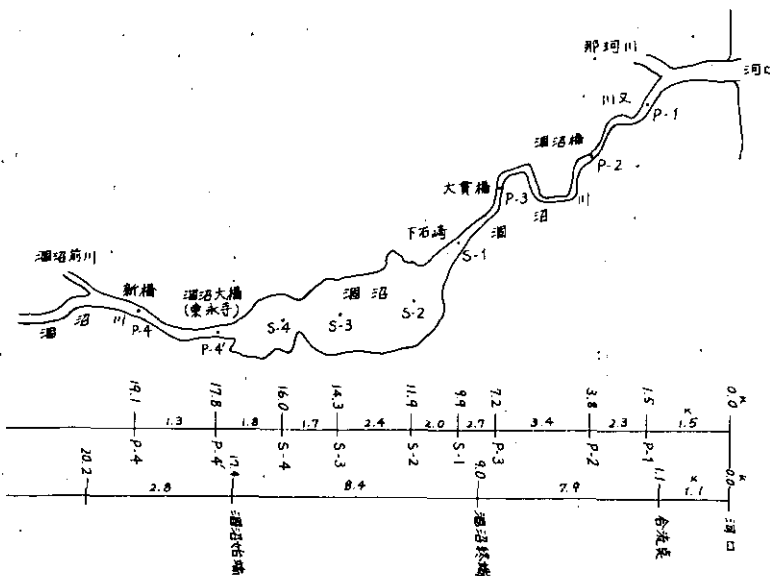 那珂川
河口
川又
P-1
涸沼橋
P-2
大貫橋
P-3
涸沼川
下石崎
S-1
涸沼前川
新橋
涸沼大橋
(東永寺)
涸沼
S-2
S-3
S-4
P-4'
P-4
涸沼川
19.1 17.8 16.0 14.3 11.9 9.9 7.2 3.8 1.5 0.0 K
1.3 1.8 1.7 2.4 2.0 2.7 3.4 2.3 1.5 K
P-4 P-4' S-4 S-3 S-2 S-1 P-3 P-2 P-1
20.2 17.4 9.0 1.1 0.0 K
2.8 8.4 7.9 1.1 K
涸沼始端 涸沼終端 合流点 河口